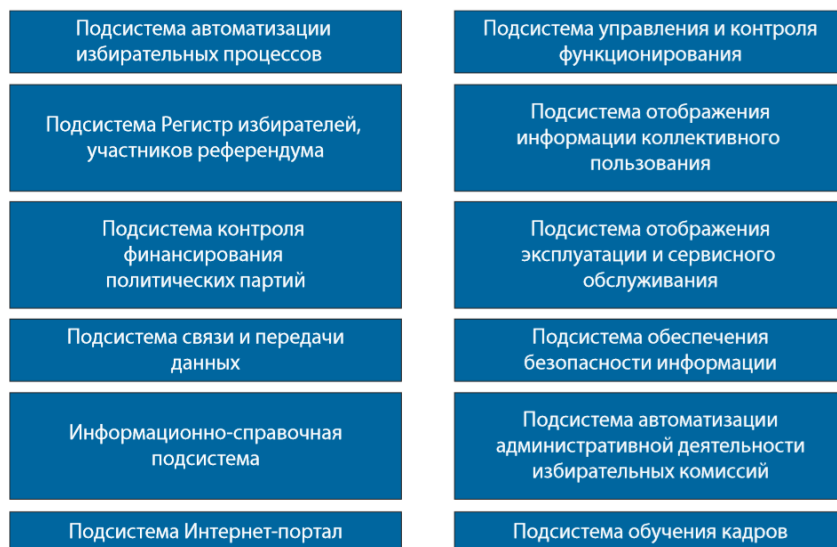 Подсистема автоматизации
избирательных процессов
Подсистема Регистр избирателей,
участников референдума
Подсистема контроля
финансирования
политических партий
Подсистема связи и передачи
данных
Информационно-справочная
подсистема
Подсистема Интернет-портал
Подсистема управления и контроля
функционирования
Подсистема отображения
информации коллективного
пользования
Подсистема отображения
эксплуатации и сервисного
обслуживания
Подсистема обеспечения
безопасности информации
Подсистема автоматизации
административной деятельности
избирательных комиссий
Подсистема обучения кадров